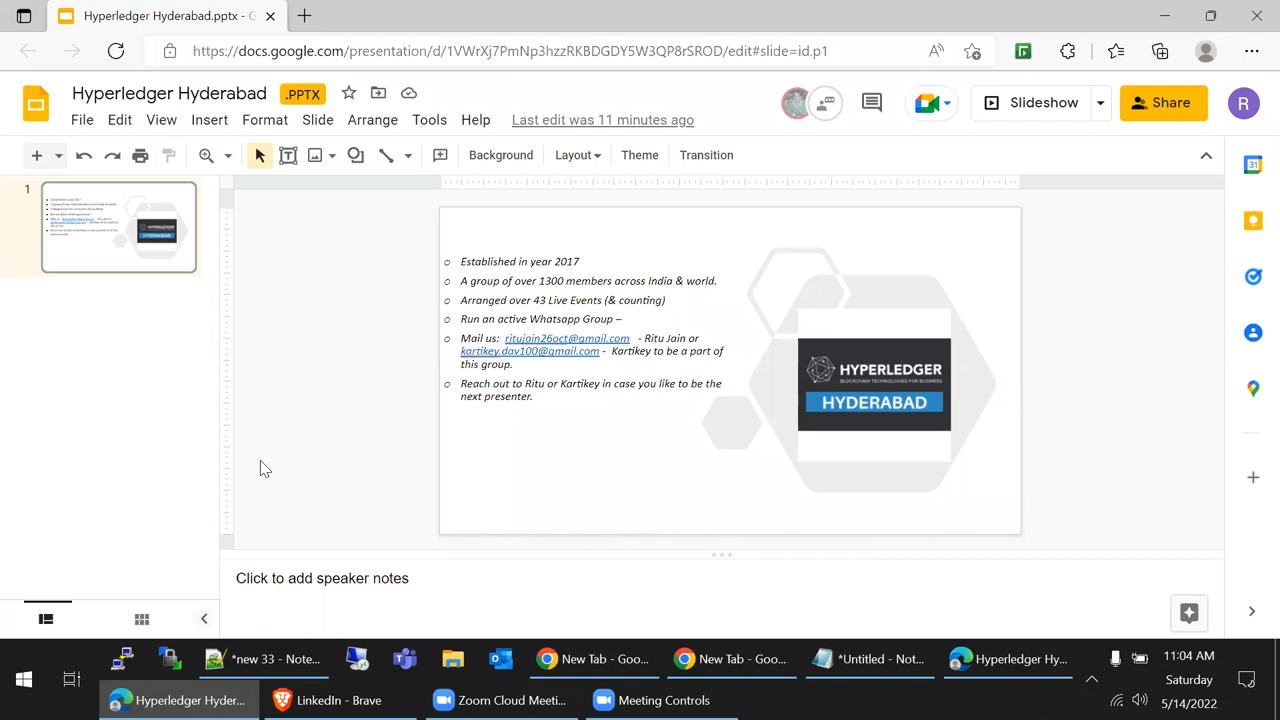 Hyperledger Hyderabad.pptx - G
https://docs.google.com/presentation/d/1VWrXj7PmNp3hzzRKBDGDY5W3QP8rSROD/edit#slide=id.p1
Hyperledger Hyderabad .PPTX
File Edit View Insert Format Slide Arrange Tools Help Last edit was 11 minutes ago
Slideshow
Share
R
Background Layout Theme Transition
1
31
o Established in year 2017
o A group of over 1300 members across India & world.
o Arranged over 43 Live Events (& counting)
o Run an active Whatsapp Group –
o Mail us: ritujain26oct@gmail.com - Ritu Jain or
kartikey.dav100@gmail.com - Kartikey to be a part of
this group.
o Reach out to Ritu or Kartikey in case you like to be the
next presenter.
HYPERLEDGER
BLOCKCHAIN TECHNOLOGIES FOR BUSINESS
HYDERABAD
Click to add speaker notes
*new 33 - Note...
New Tab - Goo...
New Tab - Goo...
*Untitled - Not...
Hyperledger Hy...
11:04 AM
Saturday
5/14/2022
Hyperledger Hyder...
LinkedIn - Brave
Zoom Cloud Meeti...
Meeting Controls